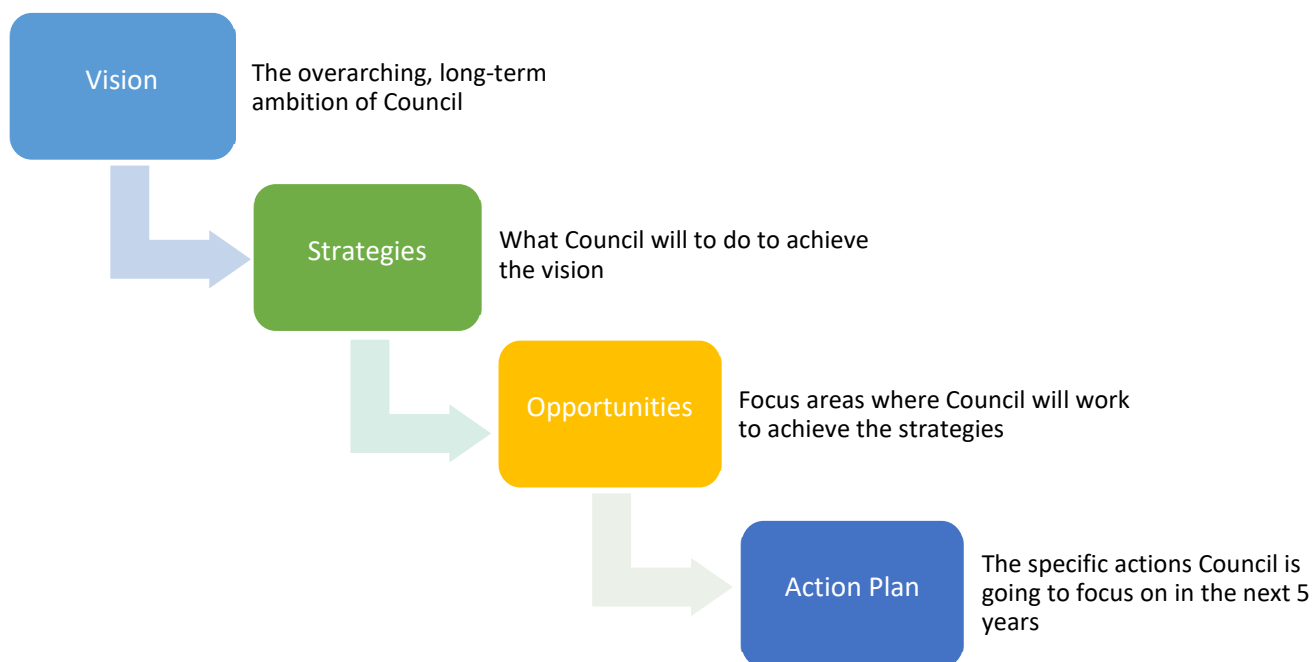 Vision
The overarching, long-term
ambition of Council
Strategies
What Council will to do to achieve
the vision
Opportunities
Focus areas where Council will work
to achieve the strategies
Action Plan
The specific actions Council is
going to focus on in the next 5
years